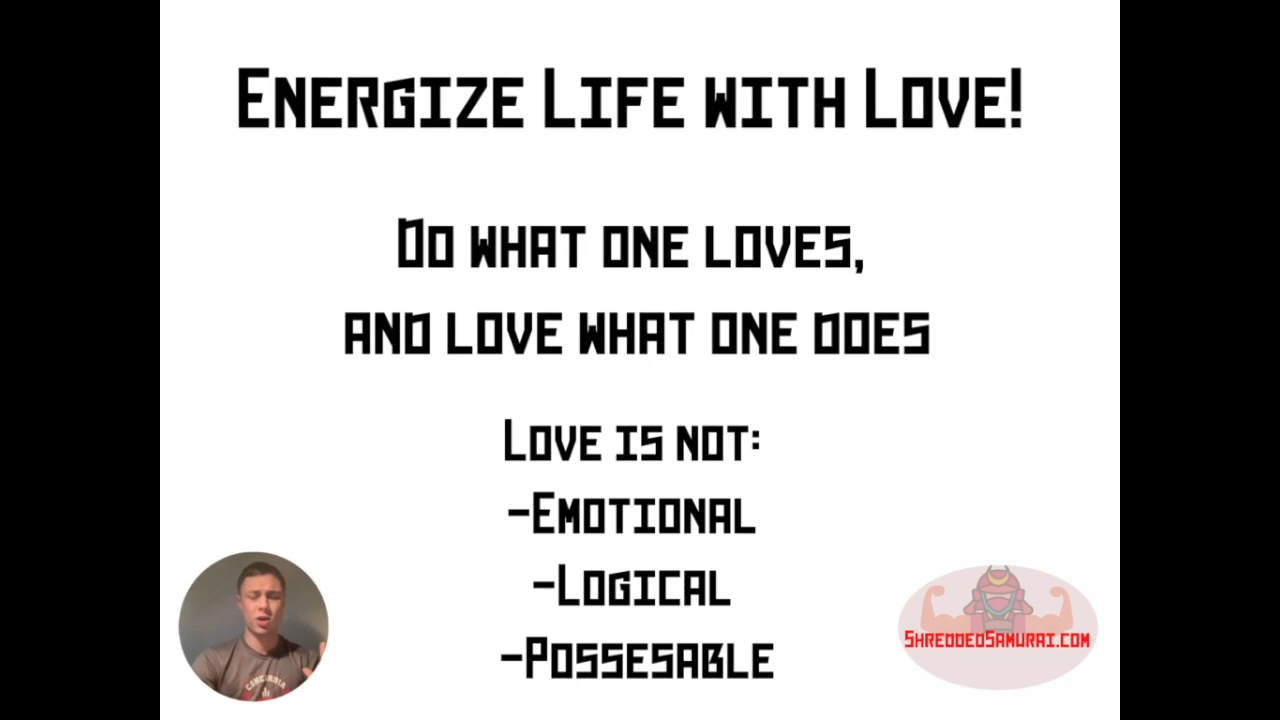 Energize Life with Love!
Do what one loves,
and love what one does
Love is not:
-Emotional
-Logical
-Possesable
CONCORDIA
ShreddedSamurai.com